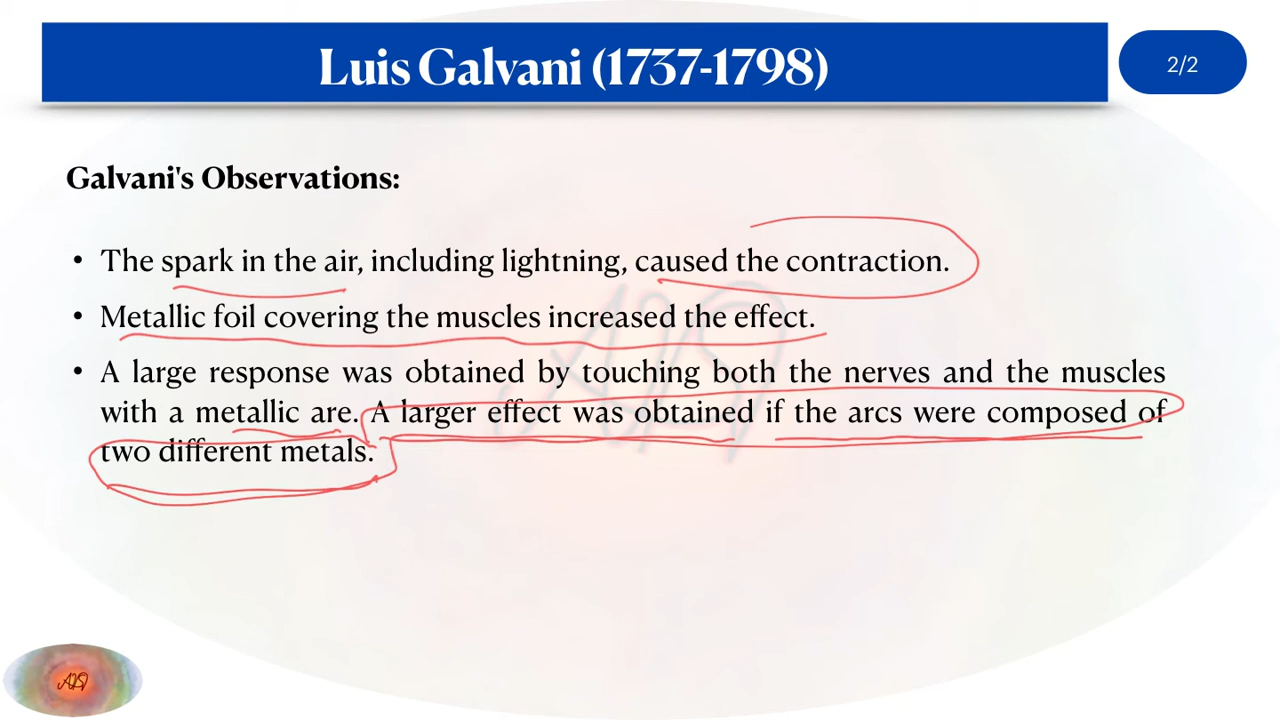 Luis Galvani (1737-1798)
2/2
Galvani's Observations:
• The spark in the air, including lightning, caused the contraction.
• Metallic foil covering the muscles increased the effect.
• A large response was obtained by touching both the nerves and the muscles
with a metallic are. A larger effect was obtained if the arcs were composed of
two different metals.